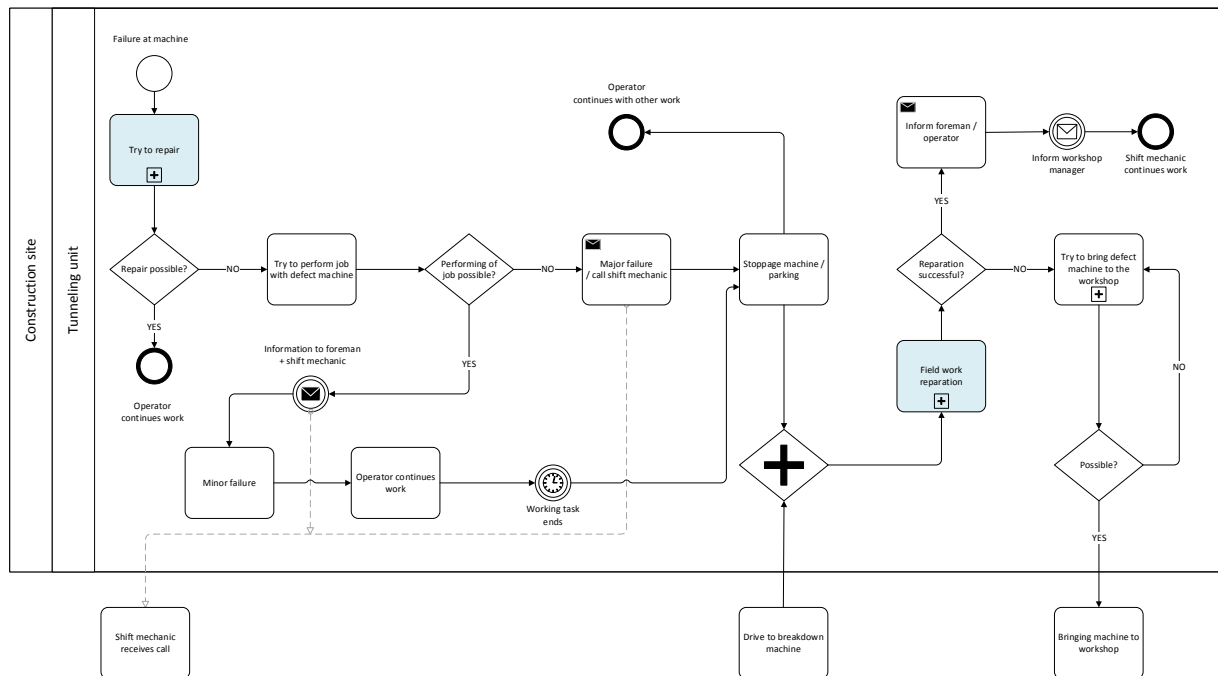 Construction site
Tunneling unit
Failure at machine
Try to repair
Repair possible?
NO
YES
Operator
continues work
Try to perform job
with defect machine
Performing of
job possible?
NO
YES
Major failure
/ call shift mechanic
Information to foreman
+ shift mechanic
Minor failure
Operator continues
work
Working task
ends
Operator
continues with other work
Stoppage machine /
parking
Inform foreman /
operator
Inform workshop
manager
Shift mechanic
continues work
YES
Reparation
successful?
NO
Field work
reparation
Try to bring defect
machine to the
workshop
NO
Possible?
YES
Shift mechanic
receives call
Drive to breakdown
machine
Bringing machine to
workshop